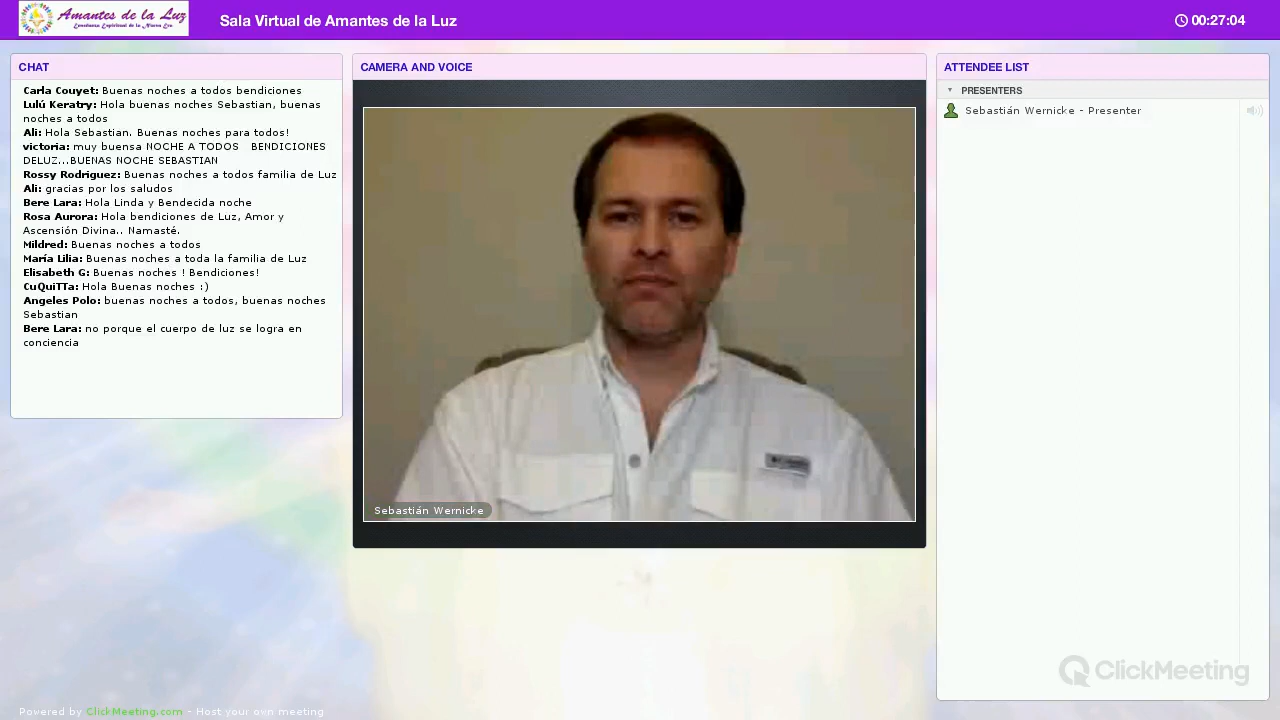 Amantes de la Luz
Enseñanza Espiritual de la Nueva Era
Sala Virtual de Amantes de la Luz
00:27:04
CHAT
Carla Couyet: Buenas noches a todos bendiciones
Lulú Keratry: Hola buenas noches Sebastian, buenas
noches a todos
Ali: Hola Sebastian. Buenas noches para todos!
victoria: muy buensa NOCHE A TODOS   BENDICIONES
DELUZ...BUENAS NOCHE SEBASTIAN
Rossy Rodriguez: Buenas noches a todos familia de Luz
Ali: gracias por los saludos
Bere Lara: Hola Linda y Bendecida noche
Rosa Aurora: Hola bendiciones de Luz, Amor y
Ascensión Divina.. Namasté.
Mildred: Buenas noches a todos
María Lilia: Buenas noches a toda la familia de Luz
Elisabeth G: Buenas noches ! Bendiciones!
CuQuiTTa: Hola Buenas noches :)
Angeles Polo: buenas noches a todos, buenas noches
Sebastian
Bere Lara: no porque el cuerpo de luz se logra en
conciencia
CAMERA AND VOICE
Sebastián Wernicke
ATTENDEE LIST
PRESENTERS
Sebastián Wernicke - Presenter
ClickMeeting
Powered by ClickMeeting.com - Host your own meeting